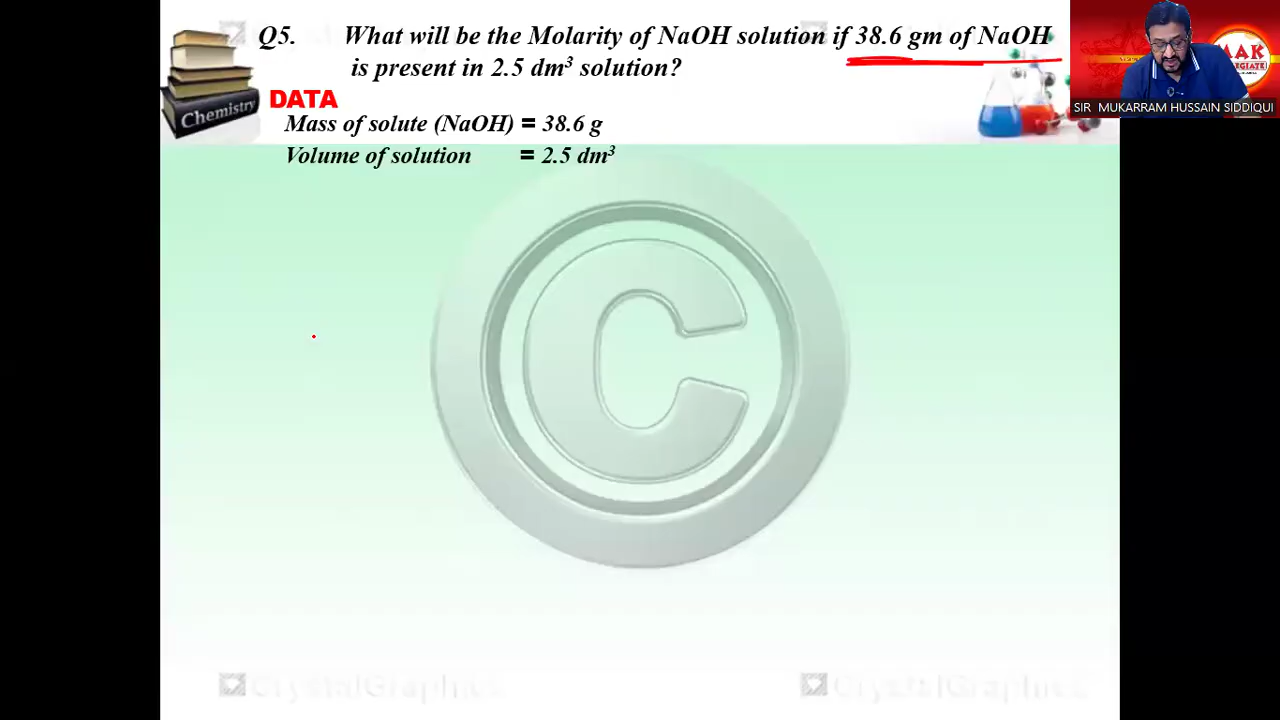 Q5. What will be the Molarity of NaOH solution if 38.6 gm of NaOH
is present in 2.5 dm³ solution?
DATA
Mass of solute (NaOH) = 38.6 g
Volume of solution = 2.5 dm³
Chemistry
MAK
SIR MUKARRAM HUSSAIN SIDDIQUI
C